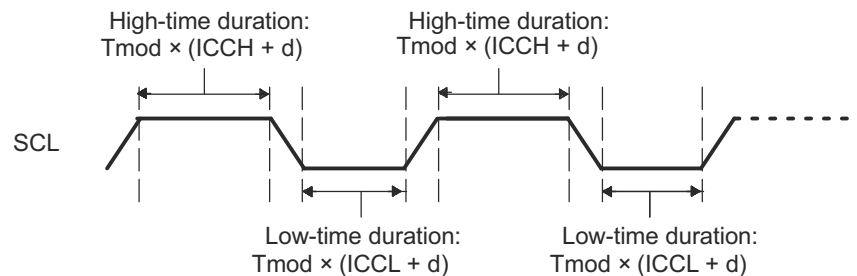 High-time duration:
Tmod × (ICCH + d)
High-time duration:
Tmod × (ICCH + d)
SCL
Low-time duration:
Tmod × (ICCL + d)
Low-time duration:
Tmod × (ICCL + d)